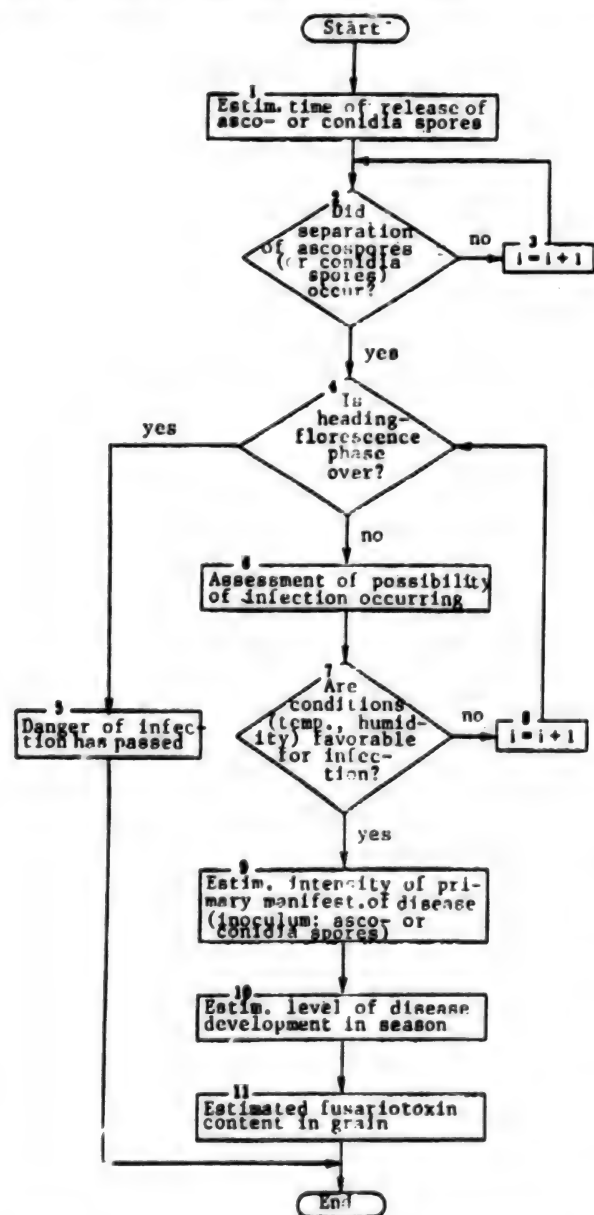 Start
1
Estim. time of release of
asco- or conidia spores
2
Did
separation
of ascospores
(or conidia
spores)
occur?
no
3
i = i + 1
yes
4
Is
heading-
florescence
phase
over?
yes
no
6
Assessment of possibility
of infection occurring
5
Danger of infec-
tion has passed
7
Are
conditions
(temp., humid-
ity) favorable
for infec-
tion?
no
8
i = i + 1
yes
9
Estim. intensity of pri-
mary manifest. of disease
(inoculum: asco- or
conidia spores)
10
Estim. level of disease
development in season
11
Estimated fusariotoxin
content in grain
End